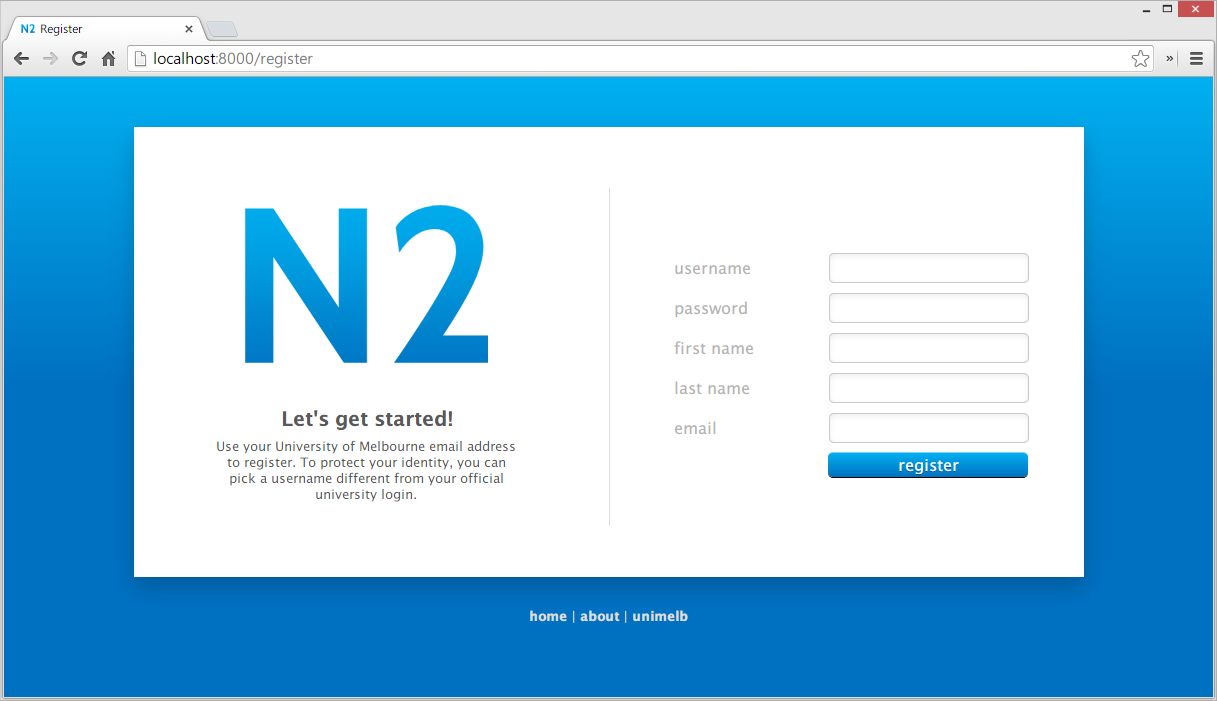 N2 Register
localhost:8000/register
N2
Let's get started!
Use your University of Melbourne email address
to register. To protect your identity, you can
pick a username different from your official
university login.
username
password
first name
last name
email
register
home | about | unimelb